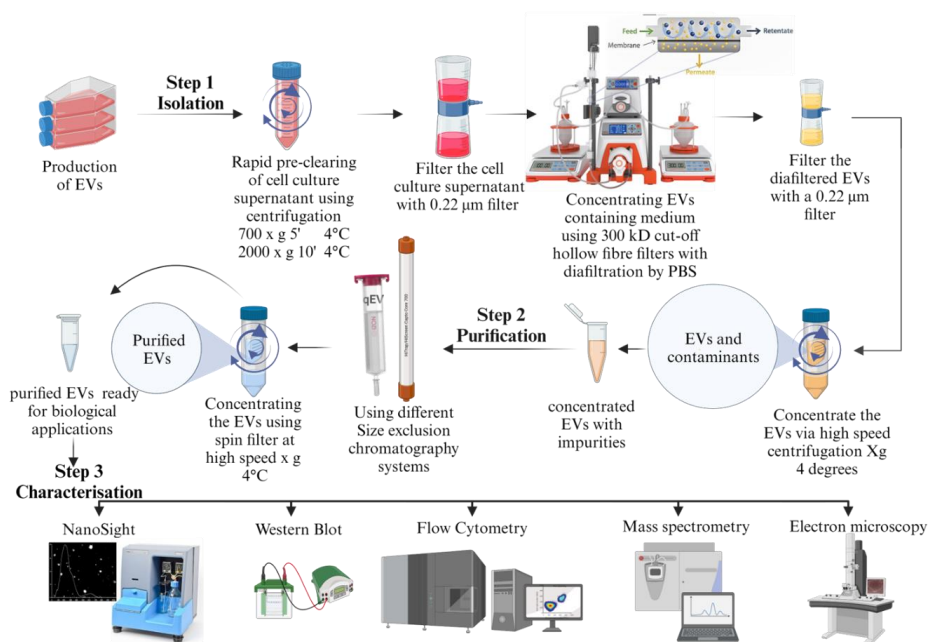 Feed
Retentate
Membrane
Permeate
Step 1
Isolation
Production
of EVs
Rapid pre-clearing
of cell culture
supernatant using
centrifugation
700 x g 5' 4°C
2000 x g 10' 4°C
Filter the cell
culture supernatant
with 0.22 µm filter
Concentrating EVs
containing medium
using 300 kD cut-off
hollow fibre filters with
diafiltration by PBS
Filter the
diafiltered EVs
with a 0.22 µm
filter
Step 2
Purification
EVs and
contaminants
Concentrate the
EVs via high speed
centrifugation Xg
4 degrees
concentrated
EVs with
impurities
qEV
Using different
Size exclusion
chromatography
systems
Purified
EVs
Concentrating
the EVs using
spin filter at
high speed x g
4°C
purified EVs ready
for biological
applications
Step 3
Characterisation
NanoSight
Western Blot
Flow Cytometry
Mass spectrometry
Electron microscopy